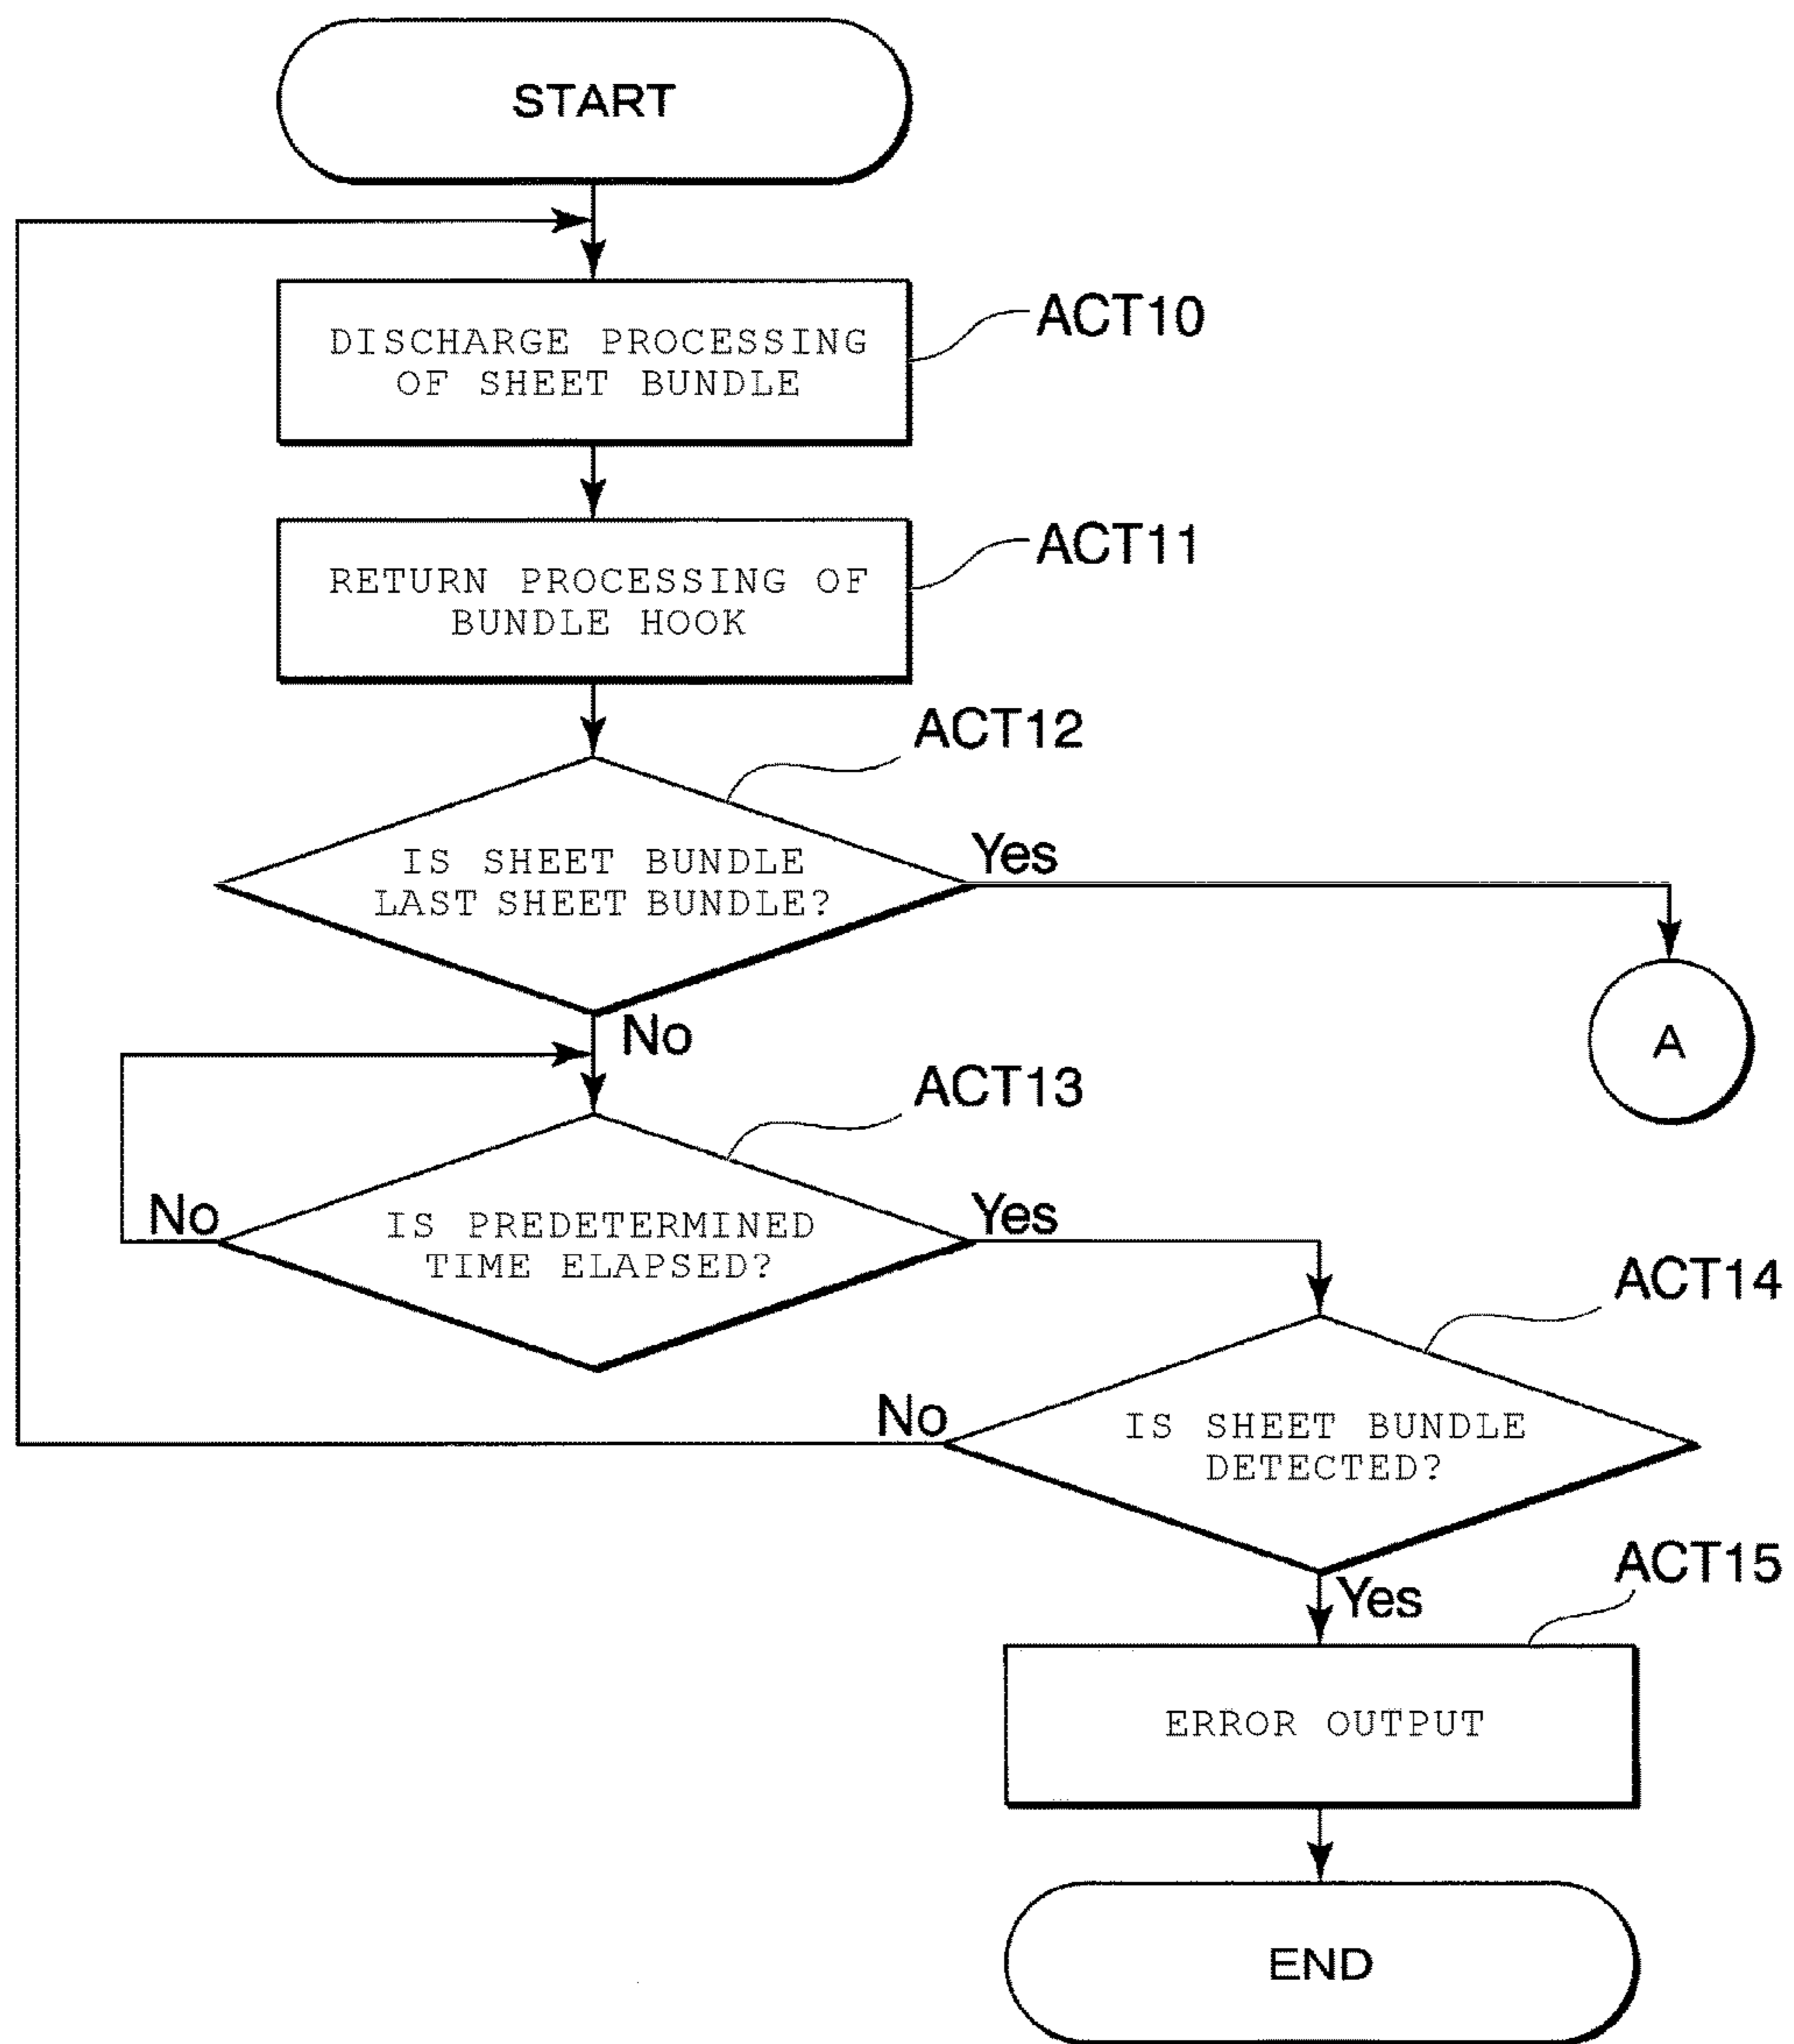 START
DISCHARGE PROCESSING
OF SHEET BUNDLE
ACT10
RETURN PROCESSING OF
BUNDLE HOOK
ACT11
ACT12
IS SHEET BUNDLE
LAST SHEET BUNDLE?
Yes
A
No
ACT13
IS PREDETERMINED
TIME ELAPSED?
No
Yes
ACT14
IS SHEET BUNDLE
DETECTED?
No
Yes
ACT15
ERROR OUTPUT
END